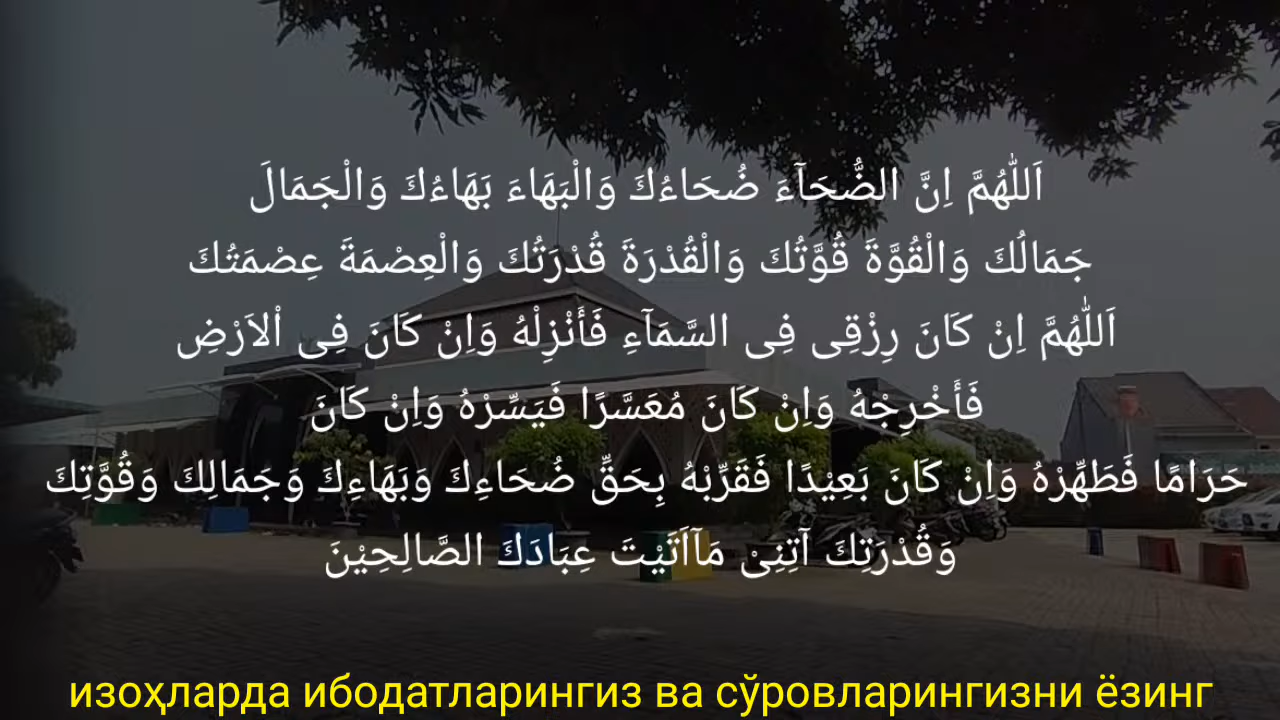 اَللّٰهُمَّ اِنَّ الضُّحَآءَ ضُحَاءُكَ وَالْبَهَاءَ بَهَاءُكَ وَالْجَمَالَ
جَمَالُكَ وَالْقُوَّةَ قُوَّتُكَ وَالْقُدْرَةَ قُدْرَتُكَ وَالْعِصْمَةَ عِصْمَتُكَ
اَللّٰهُمَّ اِنْ كَانَ رِزْقِى فِى السَّمَآءِ فَأَنْزِلْهُ وَاِنْ كَانَ فِى اْلاَرْضِ
فَأَخْرِجْهُ وَاِنْ كَانَ مُعَسَّرًا فَيَسِّرْهُ وَاِنْ كَانَ
حَرَامًا فَطَهِّرْهُ وَاِنْ كَانَ بَعِيْدًا فَقَرِّبْهُ بِحَقِّ ضُحَاءِكَ وَبَهَاءِكَ وَجَمَالِكَ وَقُوَّتِكَ
وَقُدْرَتِكَ آتِنِىْ مَآاَتَيْتَ عِبَادَكَ الصَّالِحِيْنَ
изоҳларда ибодатларингиз ва сўровларингизни ёзинг